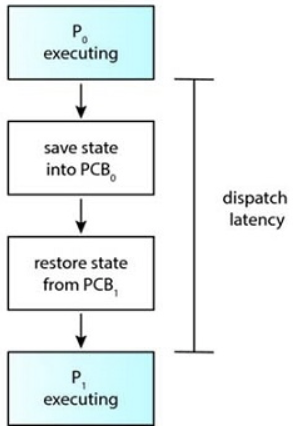 P₀
executing
save state
into PCB₀
dispatch
latency
restore state
from PCB₁
P₁
executing